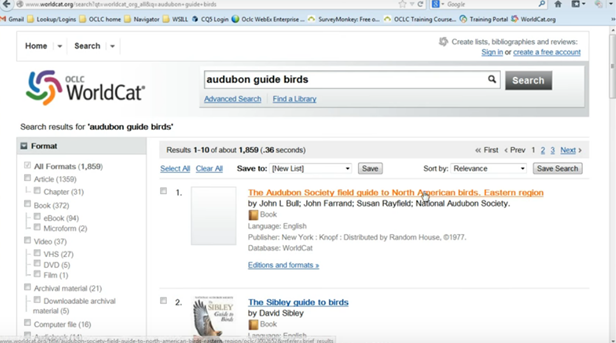 www.worldcat.org/search?qt=worldcat_org_all&q=audubon+guide+birds
Google
Gmail Lookup/Logins OCLC home Navigator WSILL CQ5 Login Oclc WebEx Enterprise ... SurveyMonkey: Free o... OCLC Training Course... Training Portal WorldCat.org
Home Search
Create lists, bibliographies and reviews:
Sign in or create a free account
OCLC
WorldCat
audubon guide birds Search
Advanced Search Find a Library
Search results for 'audubon guide birds'
Format
All Formats (1,859)
Article (1359)
Chapter (31)
Book (372)
eBook (94)
Microform (2)
Video (37)
VHS (27)
DVD (5)
Film (1)
Archival material (21)
Downloadable archival
material (5)
Computer file (16)
Results 1-10 of about 1,859 (.36 seconds)
« First < Prev 1 2 3 Next >
Select All Clear All Save to: [New List] Save Sort by: Relevance Save Search
1.
The Audubon Society field guide to North American birds. Eastern region
by John L Bull; John Farrand; Susan Rayfield; National Audubon Society.
Book
Language: English
Publisher: New York : Knopf : Distributed by Random House, ©1977.
Database: WorldCat
Editions and formats »
2.
The Sibley guide to birds
by David Sibley
Book
Language: English